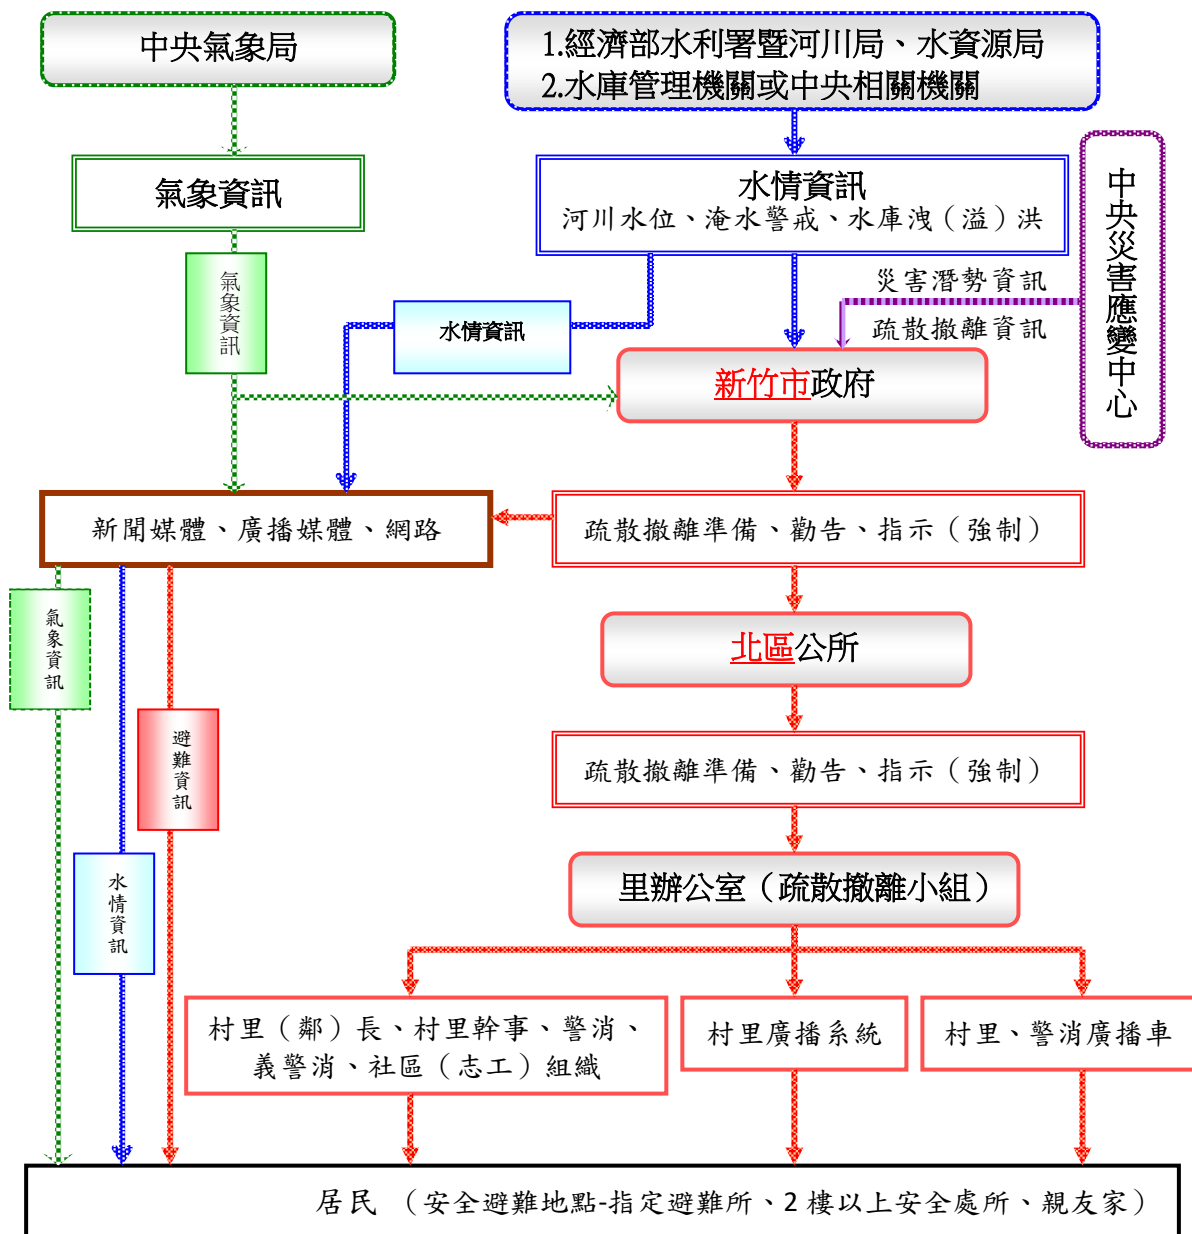 中央氣象局
1.經濟部水利署暨河川局、水資源局
2.水庫管理機關或中央相關機關
氣象資訊
水情資訊
河川水位、淹水警戒、水庫洩（溢）洪
中央災害應變中心
氣象資訊
災害潛勢資訊
疏散撤離資訊
水情資訊
新竹市政府
新聞媒體、廣播媒體、網路
疏散撤離準備、勸告、指示（強制）
氣象資訊
北區公所
避難資訊
疏散撤離準備、勸告、指示（強制）
水情資訊
里辦公室（疏散撤離小組）
村里（鄰）長、村里幹事、警消、
義警消、社區（志工）組織
村里廣播系統
村里、警消廣播車
居民 （安全避難地點-指定避難所、2 樓以上安全處所、親友家）